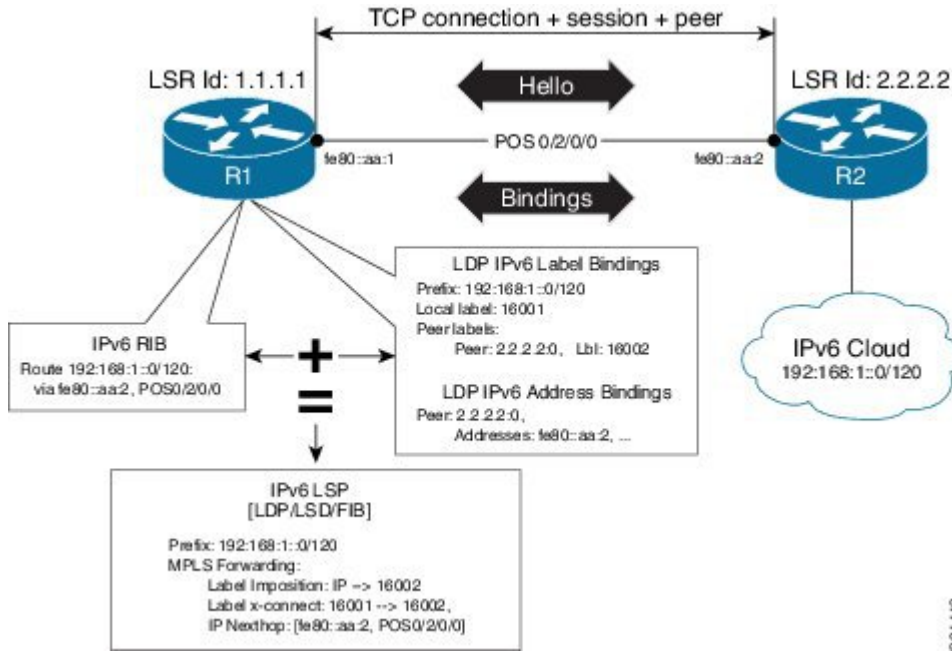 TCP connection + session + peer
LSR Id: 1.1.1.1
LSR Id: 2.2.2.2
Hello
POS 0/2/0/0
fe80::aa:1
fe80::aa:2
R1
R2
Bindings
LDP IPv6 Label Bindings
Prefix: 192:168:1::0/120
Local label: 16001
Peer labels:
Peer: 2.2.2.2:0, Lbl: 16002
LDP IPv6 Address Bindings
Peer: 2.2.2.2:0,
Addresses: fe80::aa:2, ...
IPv6 RIB
Route 192:168:1::0/120:
via fe80::aa:2, POS0/2/0/0
+
=
IPv6 Cloud
192:168:1::0/120
IPv6 LSP
[LDP/LSD/FIB]
Prefix: 192:168:1::0/120
MPLS Forwarding:
Label Imposition: IP --> 16002
Label x-connect: 16001 --> 16002,
IP Nexthop: [fe80::aa:2, POS0/2/0/0]